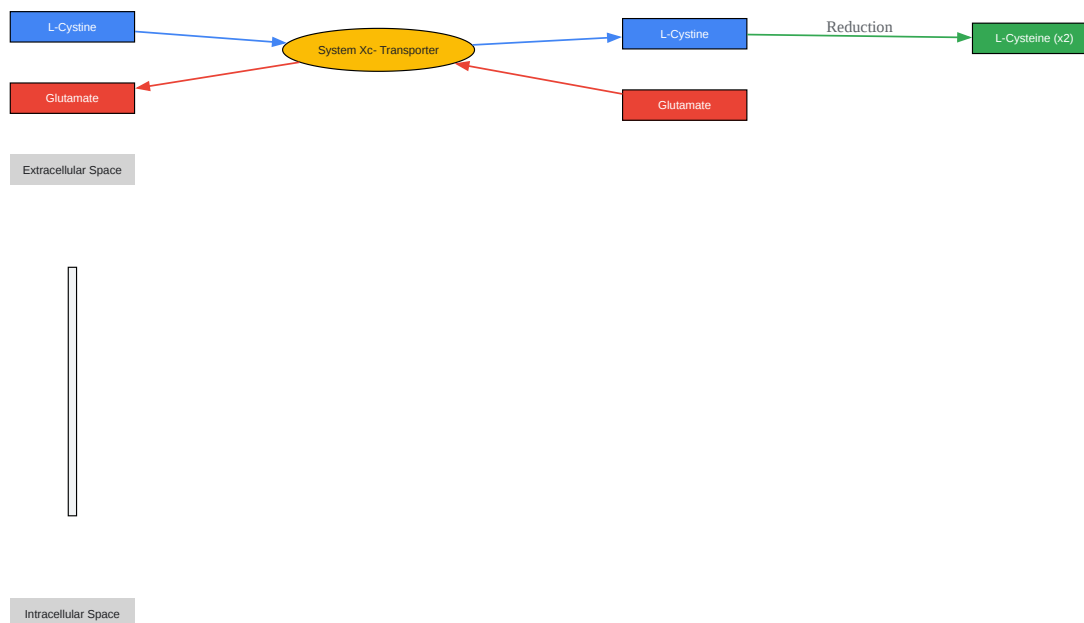 L-Cystine
System Xc- Transporter
L-Cystine
Reduction
L-Cysteine (x2)
Glutamate
Glutamate
Extracellular Space
Intracellular Space